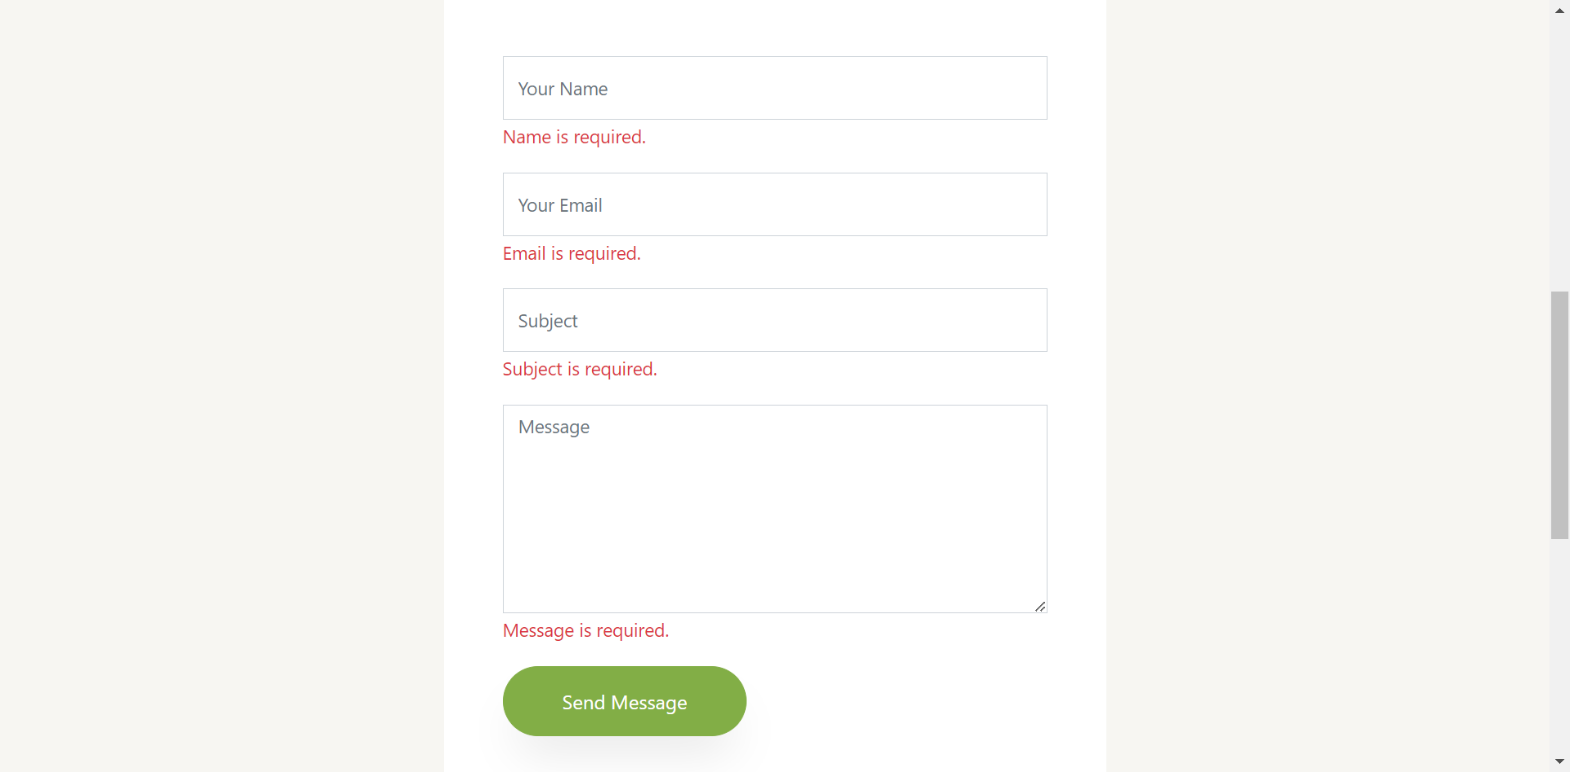 Your Name
Name is required.
Your Email
Email is required.
Subject
Subject is required.
Message
Message is required.
Send Message